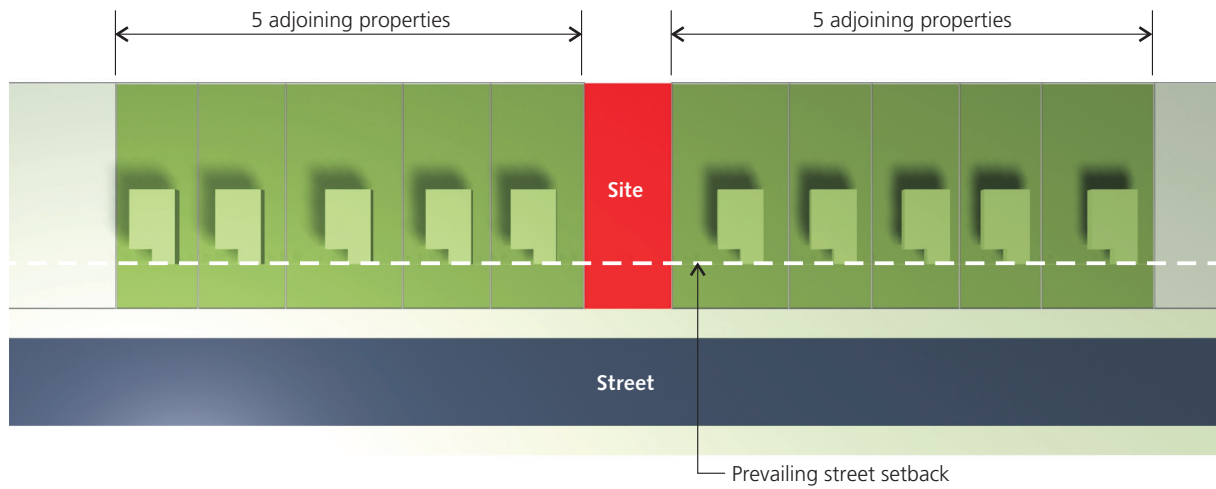 5 adjoining properties
5 adjoining properties
Site
Street
Prevailing street setback